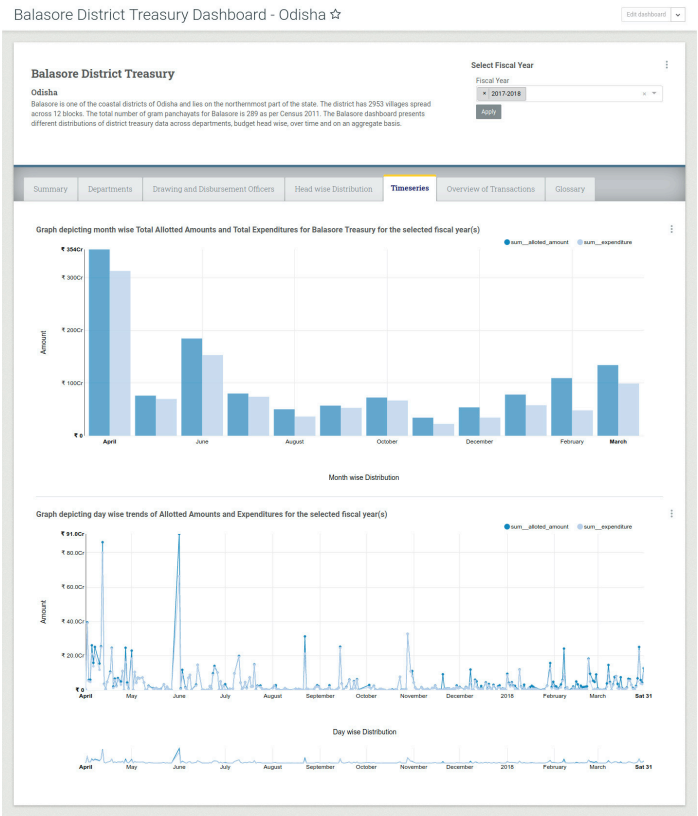 Balasore District Treasury Dashboard - Odisha ☆
Edit dashboard
Balasore District Treasury
Odisha
Balasore is one of the coastal districts of Odisha and lies on the northernmost part of the state. The district has 2953 villages spread
across 12 blocks. The total number of gram panchayats for Balasore is 289 as per Census 2011. The Balasore dashboard presents
different distributions of district treasury data across departments, budget head wise, over time and on an aggregate basis.
Select Fiscal Year
Fiscal Year
× 2017-2018
Apply
Summary Departments Drawing and Disbursement Officers Head wise Distribution Timeseries Overview of Transactions Glossary
Graph depicting month wise Total Allotted Amounts and Total Expenditures for Balasore Treasury for the selected fiscal year(s)
sum__alloted_amount sum__expenditure
₹ 354Cr
₹ 300Cr
₹ 200Cr
₹ 100Cr
₹ 0
Amount
April June August October December February March
Month wise Distribution
Graph depicting day wise trends of Allotted Amounts and Expenditures for the selected fiscal year(s)
sum__alloted_amount sum__expenditure
₹ 91.0Cr
₹ 80.0Cr
₹ 60.0Cr
₹ 40.0Cr
₹ 20.0Cr
₹ 0
Amount
April May June July August September October November December 2018 February March Sat 31
Day wise Distribution
April May June July August September October November December 2018 February March Sat 31